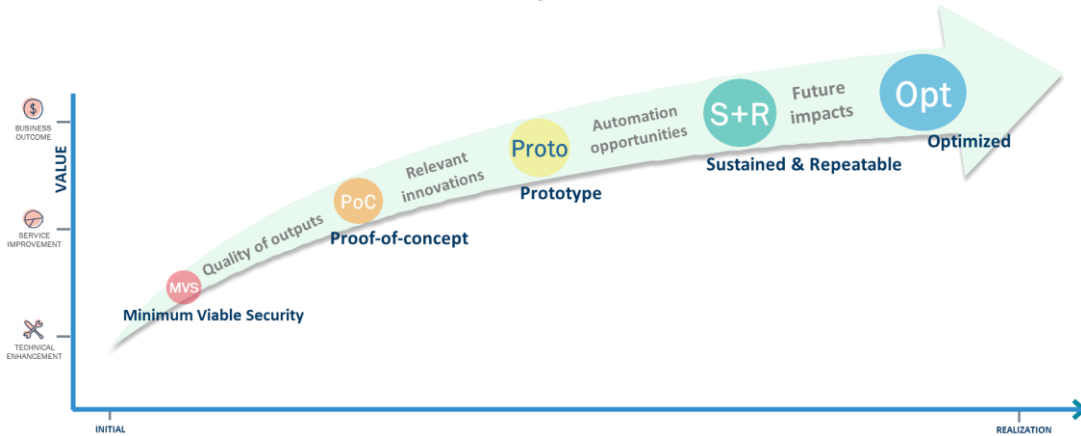 $
BUSINESS
OUTCOME
VALUE
SERVICE
IMPROVEMENT
TECHNICAL
ENHANCEMENT
MVS
Minimum Viable Security
Quality of outputs
PoC
Proof-of-concept
Relevant
innovations
Proto
Prototype
Automation
opportunities
S+R
Sustained & Repeatable
Future
impacts
Opt
Optimized
INITIAL
REALIZATION